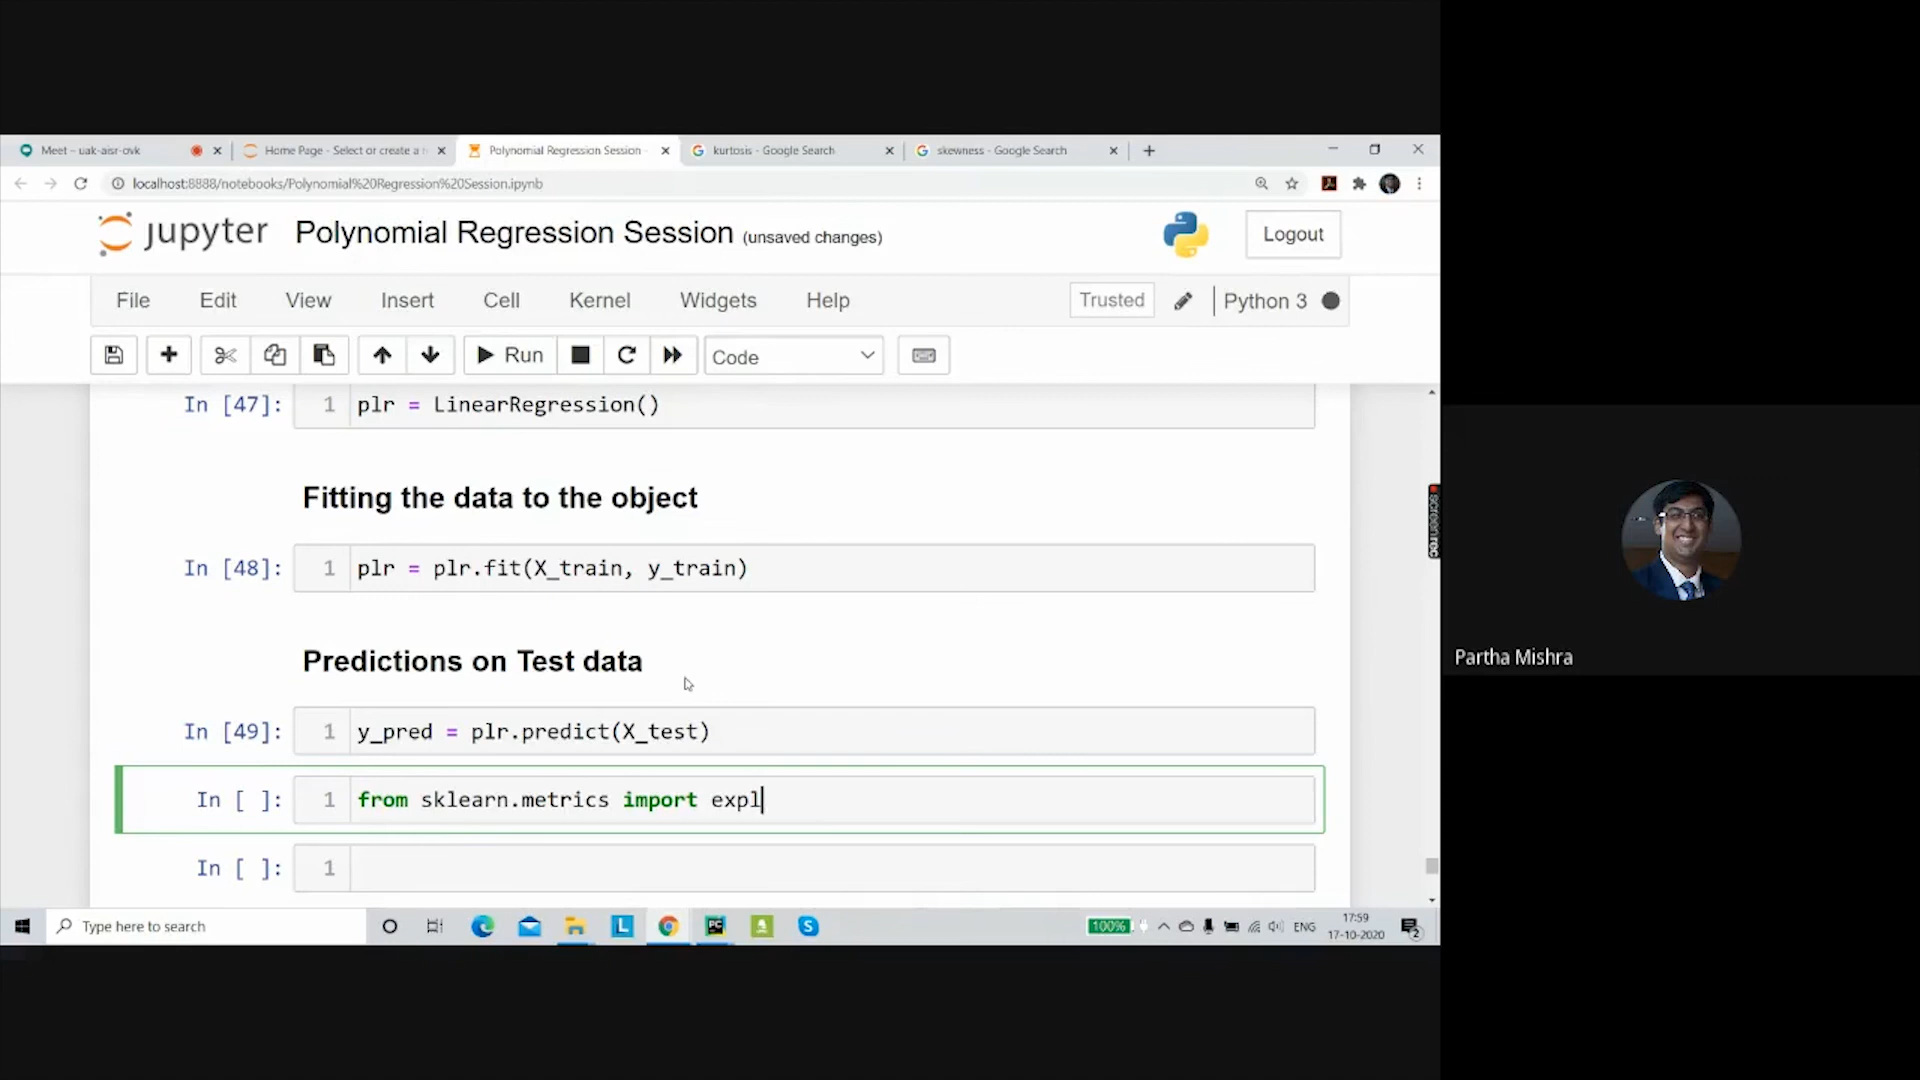 Meet – uak-aisr-ovk
Home Page - Select or create a n
Polynomial Regression Session -
kurtosis - Google Search
skewness - Google Search
localhost:8888/notebooks/Polynomial%20Regression%20Session.ipynb
jupyter Polynomial Regression Session (unsaved changes)
Logout
File Edit View Insert Cell Kernel Widgets Help
Trusted
Python 3
Run
Code
In [47]: 1 plr = LinearRegression()
Fitting the data to the object
In [48]: 1 plr = plr.fit(X_train, y_train)
Predictions on Test data
In [49]: 1 y_pred = plr.predict(X_test)
In [ ]: 1 from sklearn.metrics import expl
In [ ]: 1
screenrec
Partha Mishra
Type here to search
L
PC
S
100%
ENG
17:59
17-10-2020
2